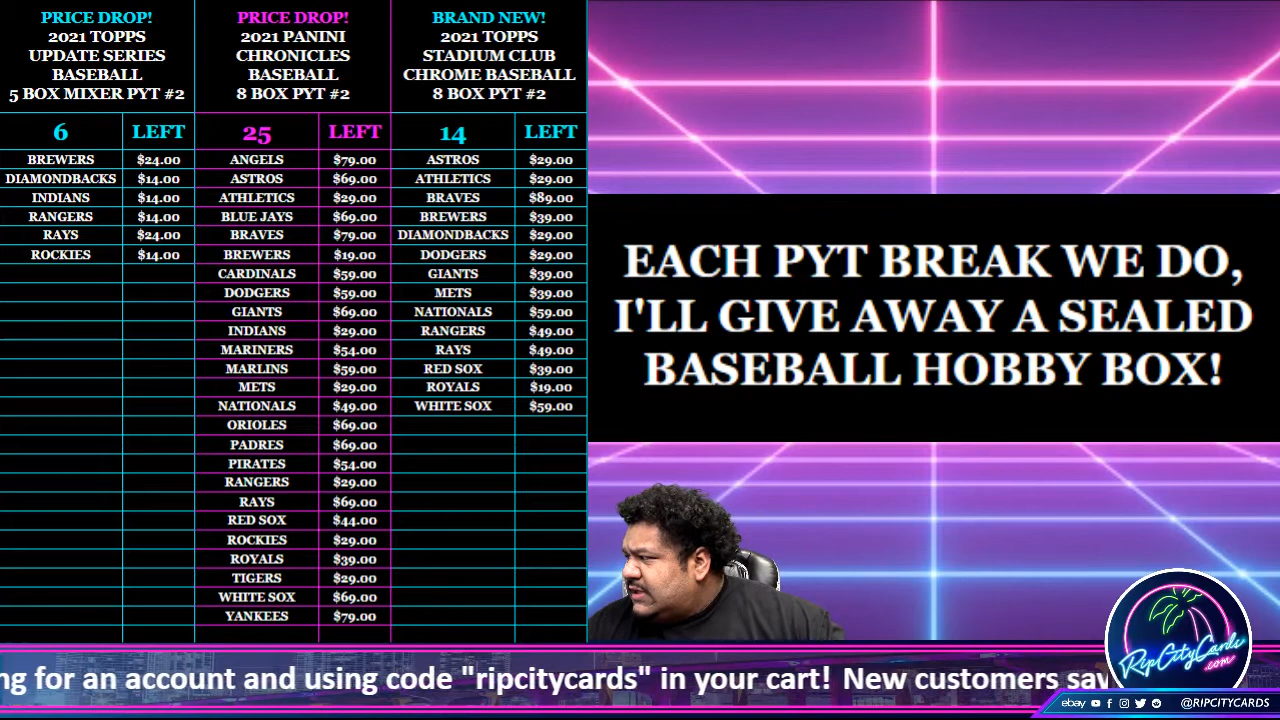 PRICE DROP!
2021 TOPPS
UPDATE SERIES
BASEBALL
5 BOX MIXER PYT #2
6 LEFT
BREWERS $24.00
DIAMONDBACKS $14.00
INDIANS $14.00
RANGERS $14.00
RAYS $24.00
ROCKIES $14.00
PRICE DROP!
2021 PANINI
CHRONICLES
BASEBALL
8 BOX PYT #2
25 LEFT
ANGELS $79.00
ASTROS $69.00
ATHLETICS $29.00
BLUE JAYS $69.00
BRAVES $79.00
BREWERS $19.00
CARDINALS $59.00
DODGERS $59.00
GIANTS $69.00
INDIANS $29.00
MARINERS $54.00
MARLINS $59.00
METS $29.00
NATIONALS $49.00
ORIOLES $69.00
PADRES $69.00
PIRATES $54.00
RANGERS $29.00
RAYS $69.00
RED SOX $44.00
ROCKIES $29.00
ROYALS $39.00
TIGERS $29.00
WHITE SOX $69.00
YANKEES $79.00
BRAND NEW!
2021 TOPPS
STADIUM CLUB
CHROME BASEBALL
8 BOX PYT #2
14 LEFT
ASTROS $29.00
ATHLETICS $29.00
BRAVES $89.00
BREWERS $39.00
DIAMONDBACKS $29.00
DODGERS $29.00
GIANTS $39.00
METS $39.00
NATIONALS $59.00
RANGERS $49.00
RAYS $49.00
RED SOX $39.00
ROYALS $19.00
WHITE SOX $59.00
EACH PYT BREAK WE DO,
I'LL GIVE AWAY A SEALED
BASEBALL HOBBY BOX!
ng for an account and using code "ripcitycards" in your cart! New customers sav
RipCityCards
.com
ebay @RIPCITYCARDS